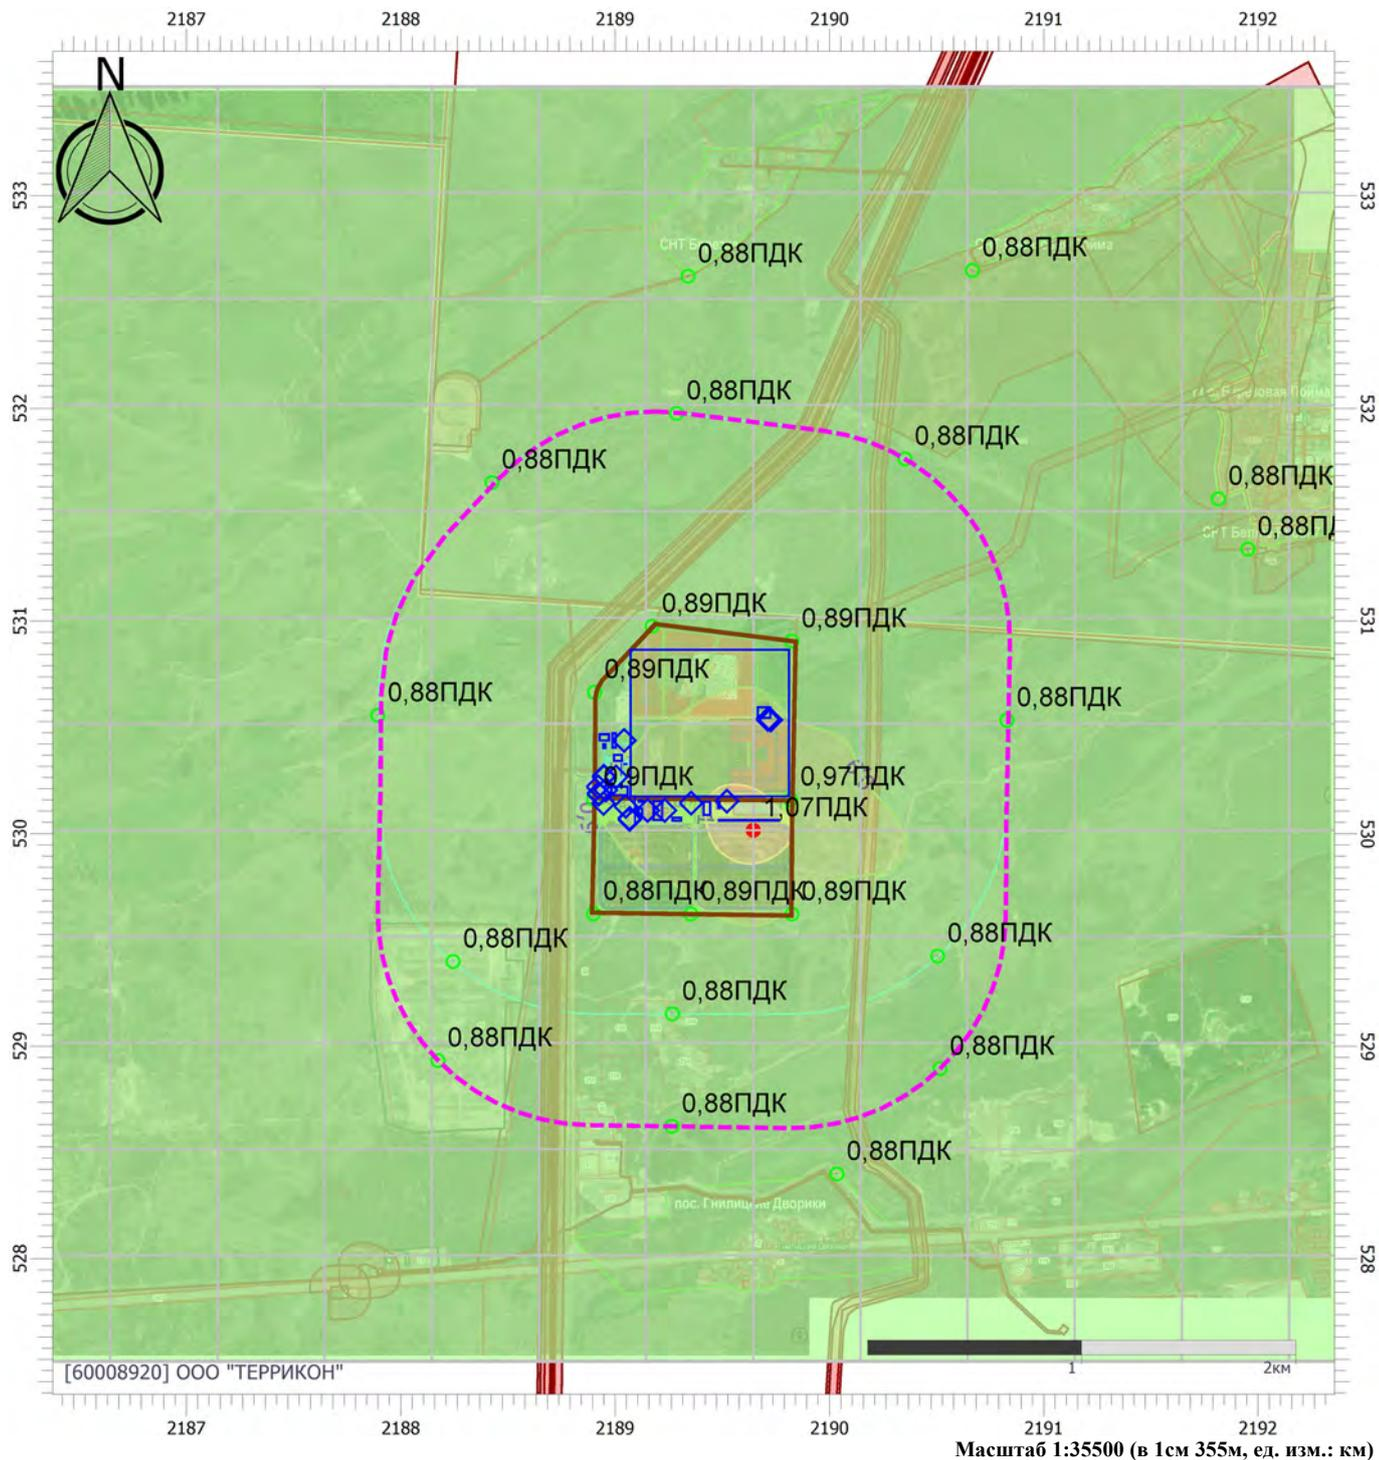 2187 2188 2189 2190 2191 2192
N
533 533
0,88ПДК 0,88ПДК
532 532
0,88ПДК
0,88ПДК
0,88ПДК
0,88ПДК
0,88ПД
531 531
0,89ПДК
0,89ПДК
0,89ПДК
0,88ПДК 0,88ПДК
0,9ПДК 0,97ПДК
1,07ПДК
530 530
0,9
0,88ПДК 0,89ПДК 0,89ПДК
0,88ПДК 0,88ПДК
0,88ПДК
529 529
0,88ПДК 0,88ПДК
0,88ПДК
0,88ПДК
пос. Гнилицкие Дворики
528 528
1 2км
[60008920] ООО "ТЕРРИКОН"
2187 2188 2189 2190 2191 2192
Масштаб 1:35500 (в 1см 355м, ед. изм.: км)